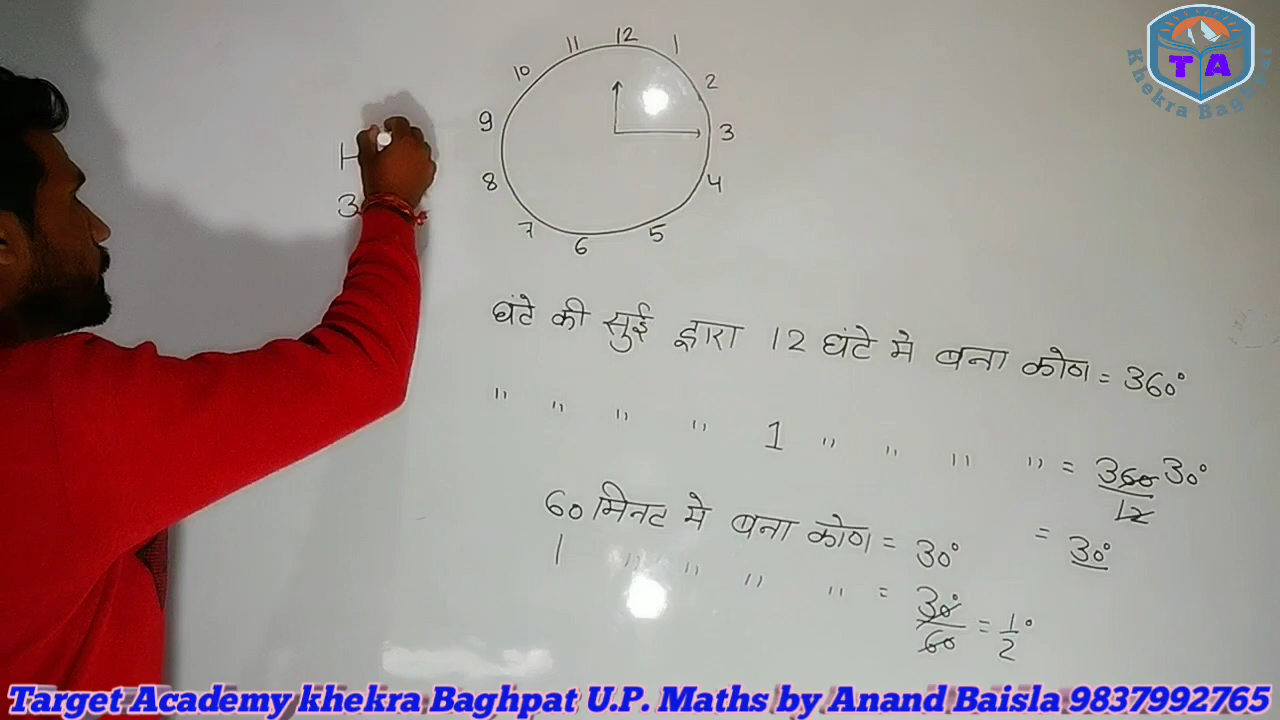 12
11 1
10 2
9 3
8 4
7 5
6
H
3
घंटे की सुई द्वारा 12 घंटे मे बना कोण = 360°
" " " " 1 " " " " = 360/12 30°
= 30°
60 मिनट मे बना कोण = 30°
1 " " " " = 30°/60 = 1/2°
TA
Khekra Baghpat
Target Academy khekra Baghpat U.P. Maths by Anand Baisla 9837992765